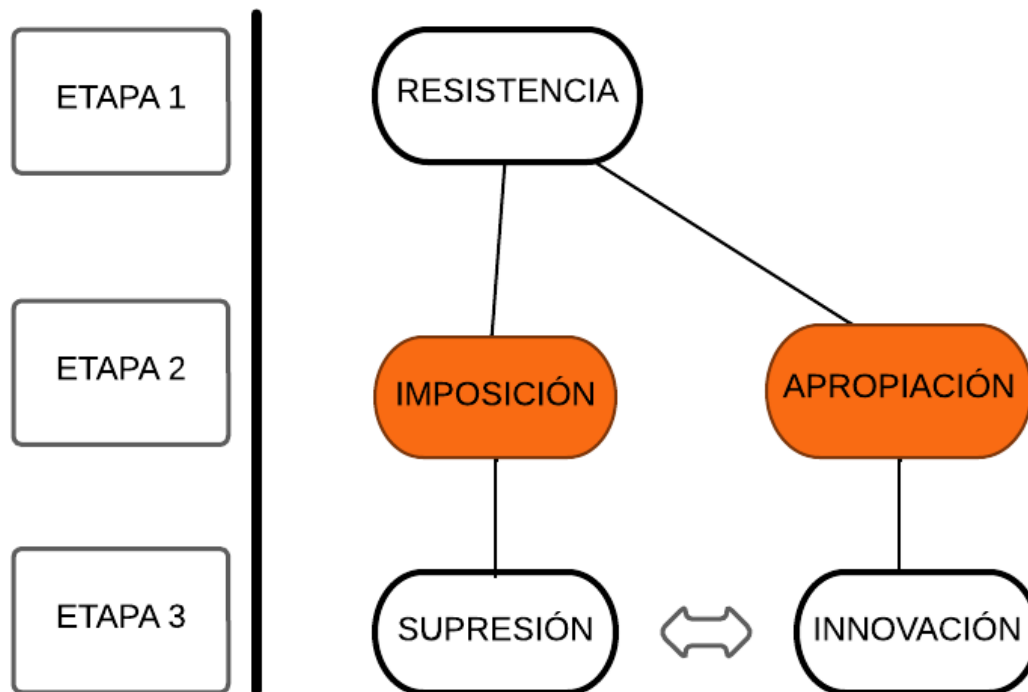 ETAPA 1
RESISTENCIA
ETAPA 2
IMPOSICIÓN
APROPIACIÓN
ETAPA 3
SUPRESIÓN
INNOVACIÓN